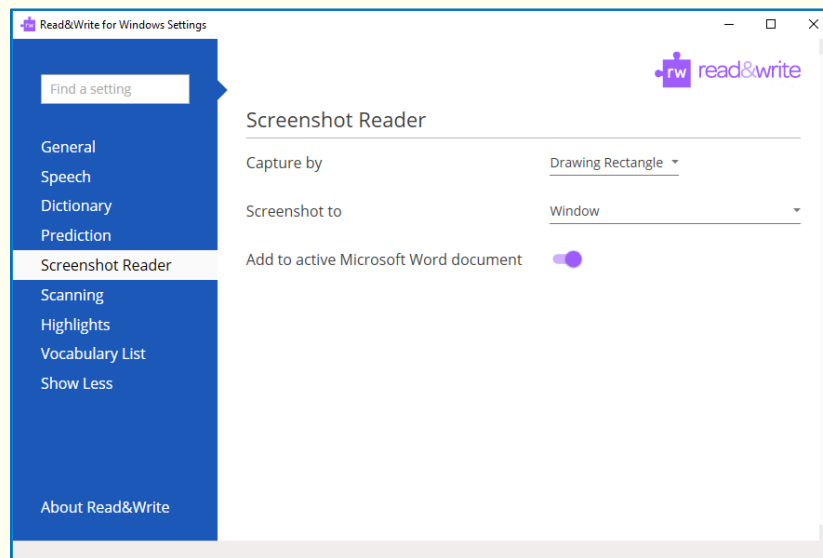 Read&Write for Windows Settings
rw read&write
Find a setting
General
Speech
Dictionary
Prediction
Screenshot Reader
Scanning
Highlights
Vocabulary List
Show Less
About Read&Write
Screenshot Reader
Capture by Drawing Rectangle
Screenshot to Window
Add to active Microsoft Word document